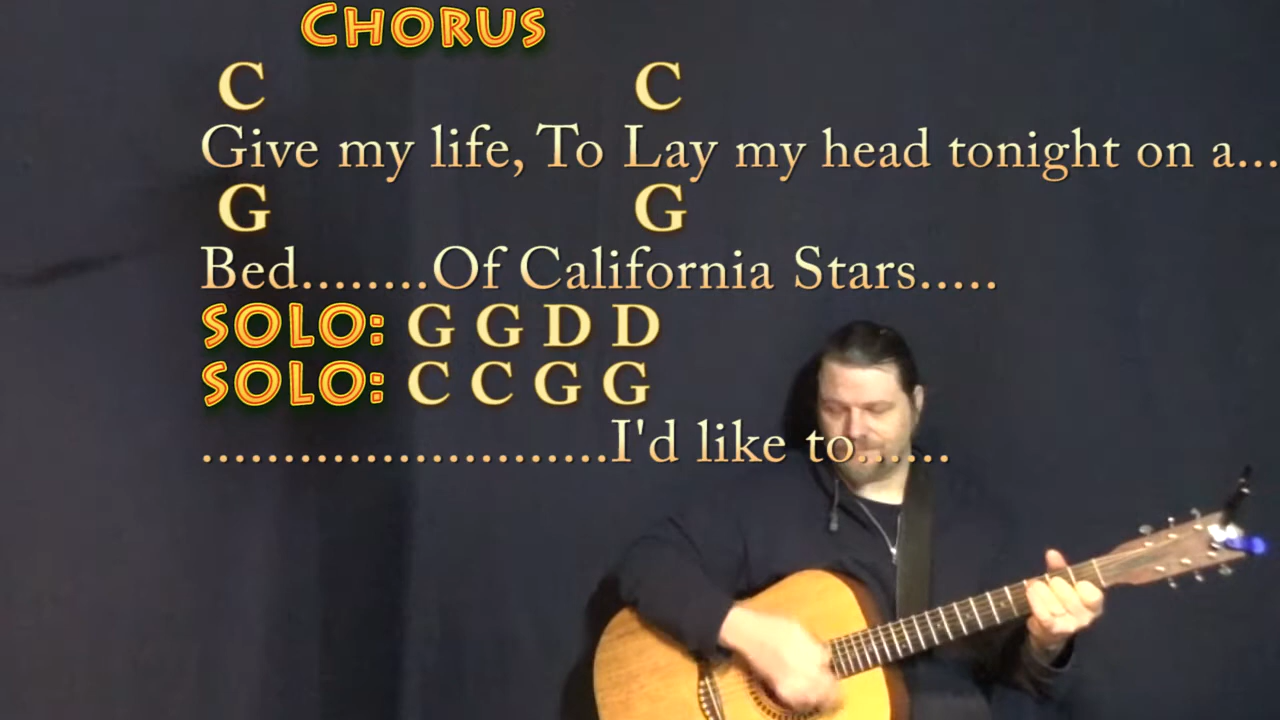 CHORUS
C C
Give my life, To Lay my head tonight on a...
G G
Bed........Of California Stars.....
SOLO: G G D D
SOLO: C C G G
.........................I'd like to......